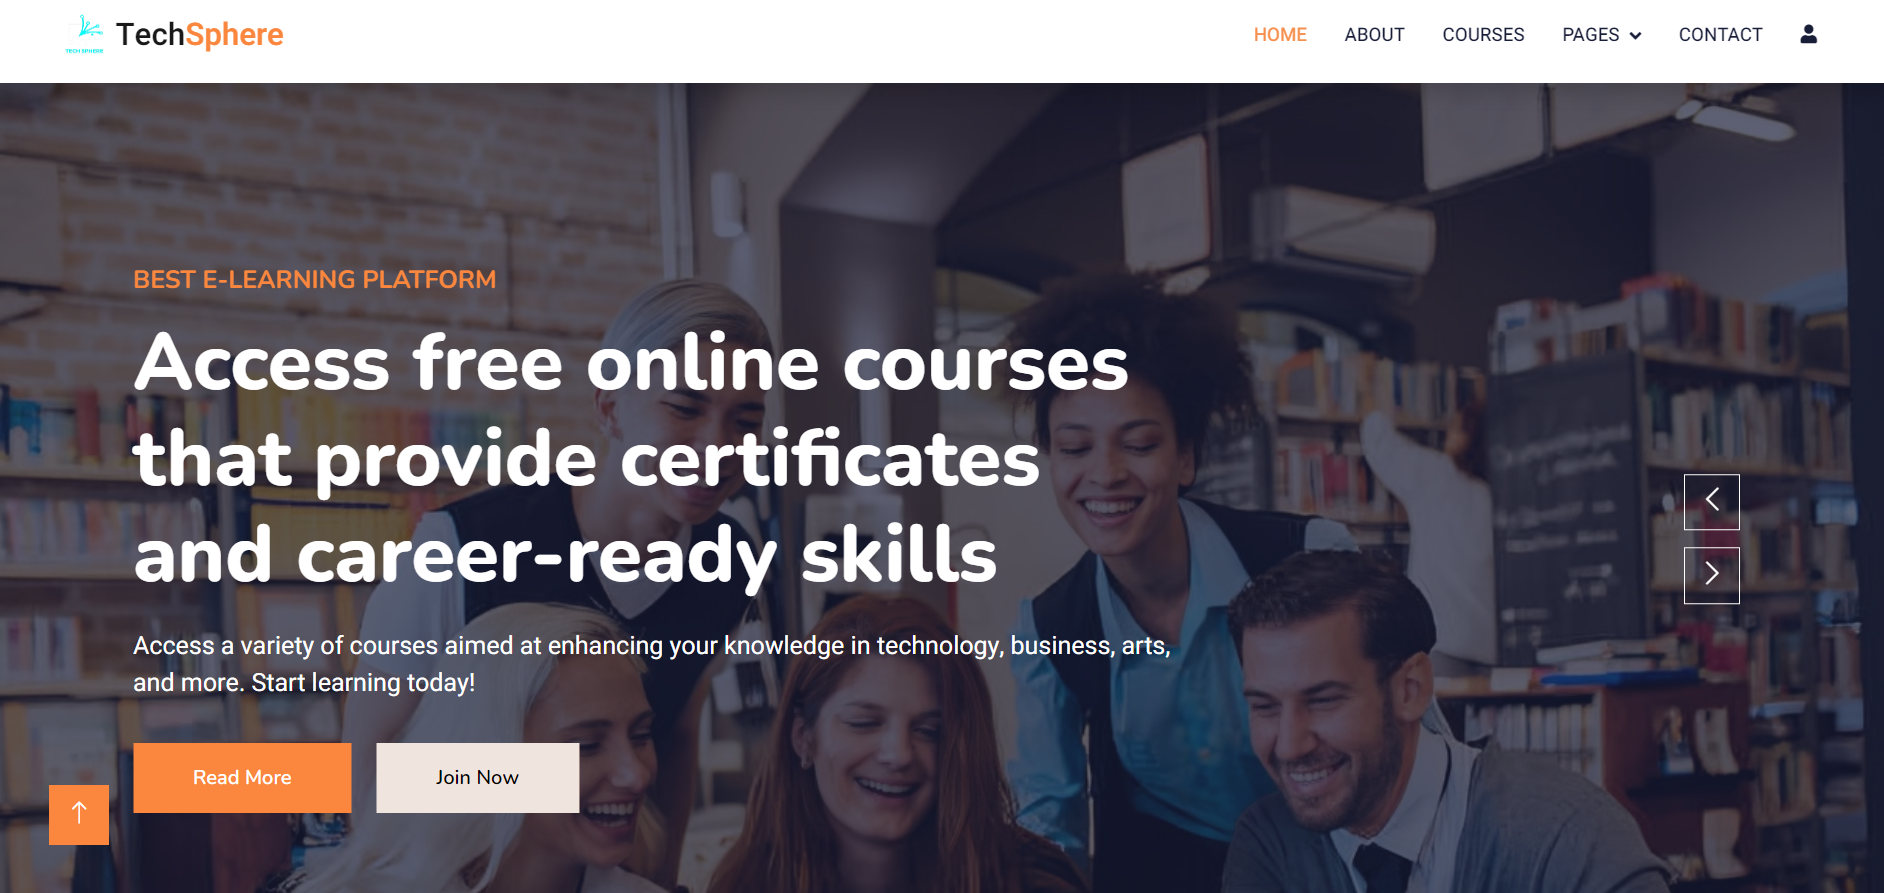 TECH SPHERE
TechSphere
HOME
ABOUT
COURSES
PAGES
CONTACT
BEST E-LEARNING PLATFORM
Access free online courses
that provide certificates
and career-ready skills
Access a variety of courses aimed at enhancing your knowledge in technology, business, arts,
and more. Start learning today!
Read More
Join Now